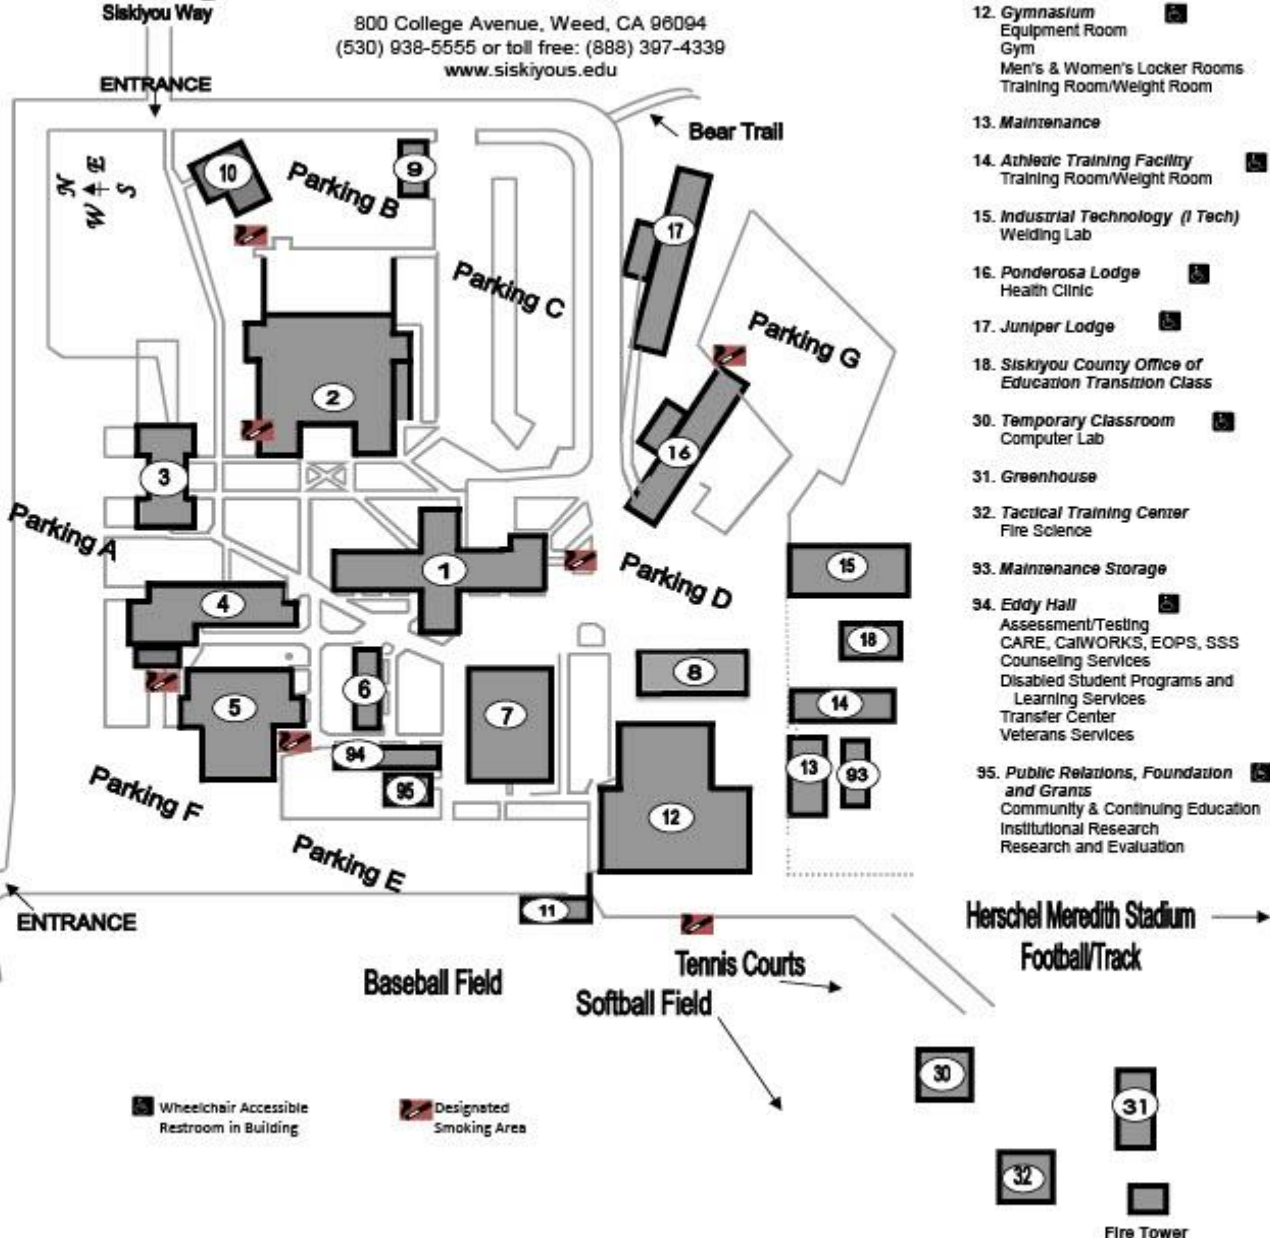 Siskiyou Way
800 College Avenue, Weed, CA 96094
(530) 938-5555 or toll free: (888) 397-4339
www.siskiyous.edu
ENTRANCE
Bear Trail
N
E
W
S
10
Parking B
9
17
Parking C
Parking G
2
16
3
Parking A
1
Parking D
15
4
18
6
8
5
7
14
94
13
93
95
Parking F
12
Parking E
11
ENTRANCE
Baseball Field
Tennis Courts
Softball Field
Herschel Meredith Stadium
Football/Track
30
31
32
Fire Tower
Wheelchair Accessible
Restroom in Building
Designated
Smoking Area
12. Gymnasium
Equipment Room
Gym
Men's & Women's Locker Rooms
Training Room/Weight Room
13. Maintenance
14. Athletic Training Facility
Training Room/Weight Room
15. Industrial Technology (I Tech)
Welding Lab
16. Ponderosa Lodge
Health Clinic
17. Juniper Lodge
18. Siskiyou County Office of
Education Transition Class
30. Temporary Classroom
Computer Lab
31. Greenhouse
32. Tactical Training Center
Fire Science
93. Maintenance Storage
94. Eddy Hall
Assessment/Testing
CARE, CalWORKS, EOPS, SSS
Counseling Services
Disabled Student Programs and
Learning Services
Transfer Center
Veterans Services
95. Public Relations, Foundation
and Grants
Community & Continuing Education
Institutional Research
Research and Evaluation